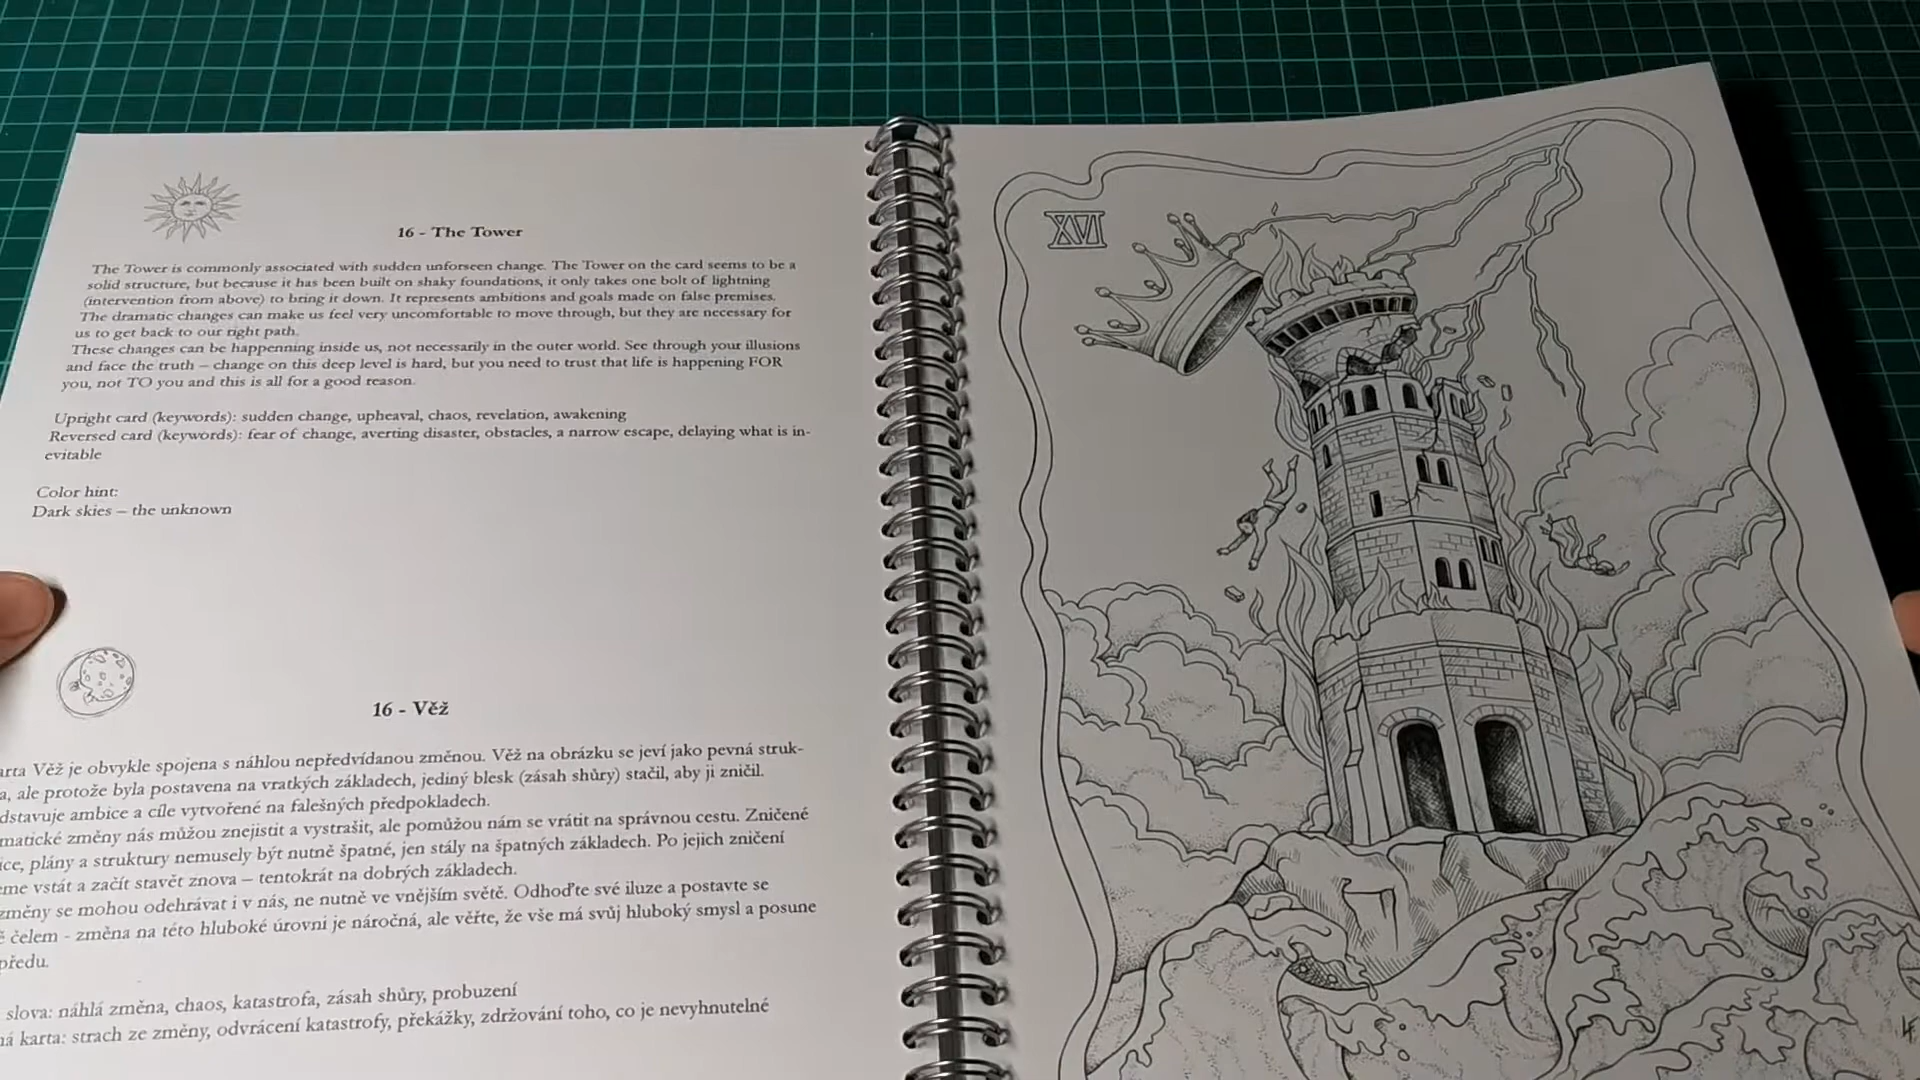 16 - The Tower
The Tower is commonly associated with sudden unforseen change. The Tower on the card seems to be a
solid structure, but because it has been built on shaky foundations, it only takes one bolt of lightning
(intervention from above) to bring it down. It represents ambitions and goals made on false premises.
The dramatic changes can make us feel very uncomfortable to move through, but they are necessary for
us to get back to our right path.
These changes can be happenning inside us, not necessarily in the outer world. See through your illusions
and face the truth – change on this deep level is hard, but you need to trust that life is happening FOR
you, not TO you and this is all for a good reason.
Upright card (keywords): sudden change, upheaval, chaos, revelation, awakening
Reversed card (keywords): fear of change, averting disaster, obstacles, a narrow escape, delaying what is in-
evitable
Color hint:
Dark skies – the unknown
16 - Věž
Věž je obvykle spojena s náhlou nepředvídanou změnou. Věž na obrázku se jeví jako pevná struk-
ale protože byla postavena na vratkých základech, jediný blesk (zásah shůry) stačil, aby ji zničil.
ambice a cíle vytvořené na falešných předpokladech.
změny nás můžou znejistit a vystrašit, ale pomůžou nám se vrátit na správnou cestu. Zničené
plány a struktury nemusely být nutně špatné, jen stály na špatných základech. Po jejich zničení
vstát a začít stavět znova – tentokrát na dobrých základech.
změny se mohou odehrávat i v nás, ne nutně ve vnějším světě. Odhoďte své iluze a postavte se
čelem - změna na této hluboké úrovni je náročná, ale věřte, že vše má svůj hluboký smysl a posune
slova: náhlá změna, chaos, katastrofa, zásah shůry, probuzení
karta: strach ze změny, odvrácení katastrofy, překážky, zdržování toho, co je nevyhnutelné
XVI